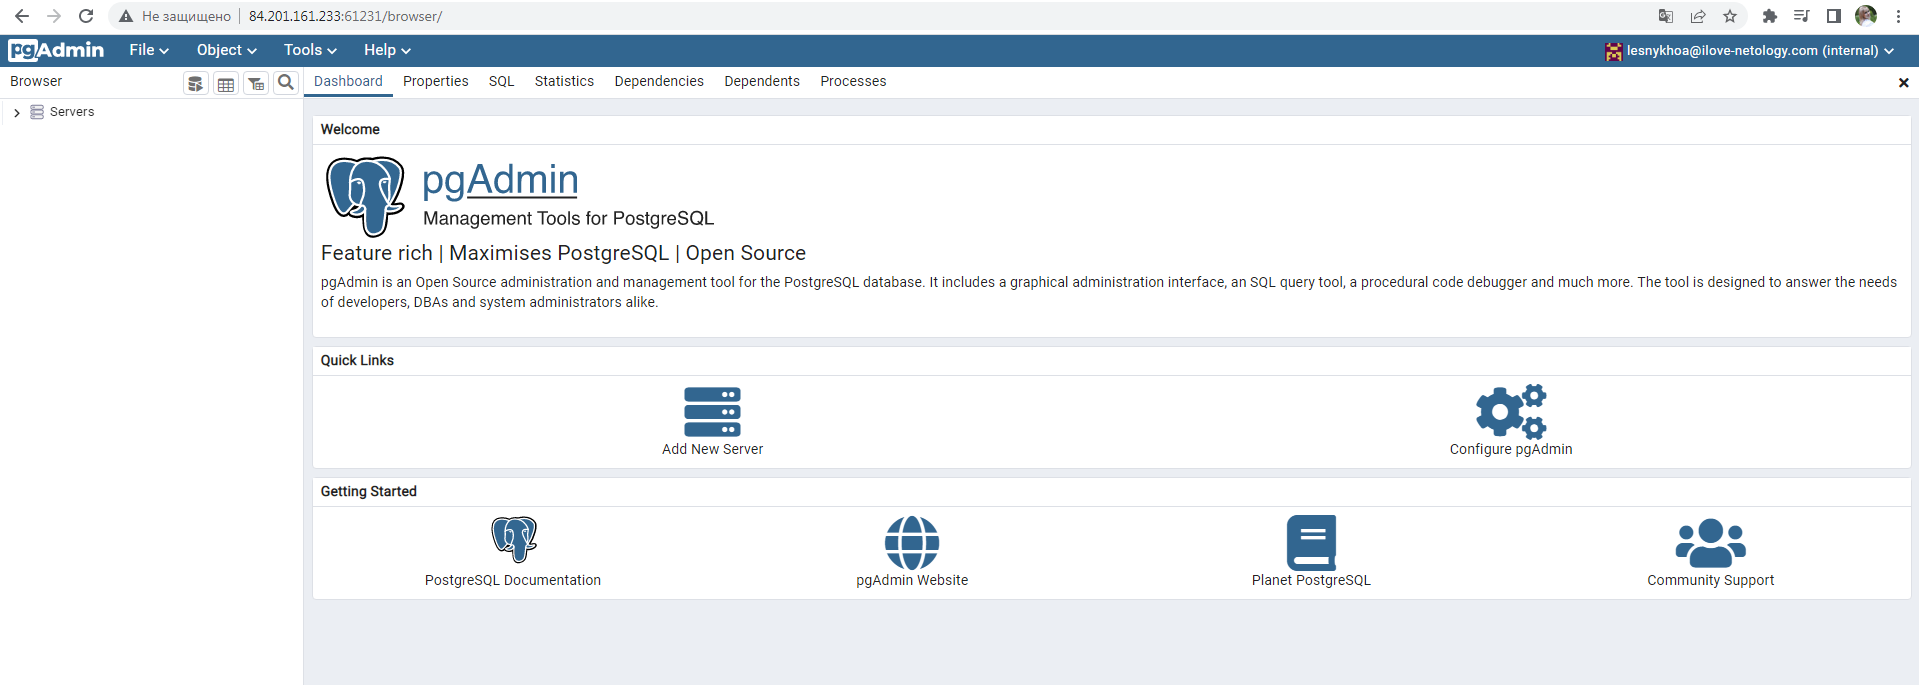 Не защищено 84.201.161.233:61231/browser/
pgAdmin File Object Tools Help lesnykhoa@ilove-netology.com (internal)
Browser Dashboard Properties SQL Statistics Dependencies Dependents Processes
Servers
Welcome
pgAdmin
Management Tools for PostgreSQL
Feature rich | Maximises PostgreSQL | Open Source
pgAdmin is an Open Source administration and management tool for the PostgreSQL database. It includes a graphical administration interface, an SQL query tool, a procedural code debugger and much more. The tool is designed to answer the needs
of developers, DBAs and system administrators alike.
Quick Links
Add New Server Configure pgAdmin
Getting Started
PostgreSQL Documentation pgAdmin Website Planet PostgreSQL Community Support